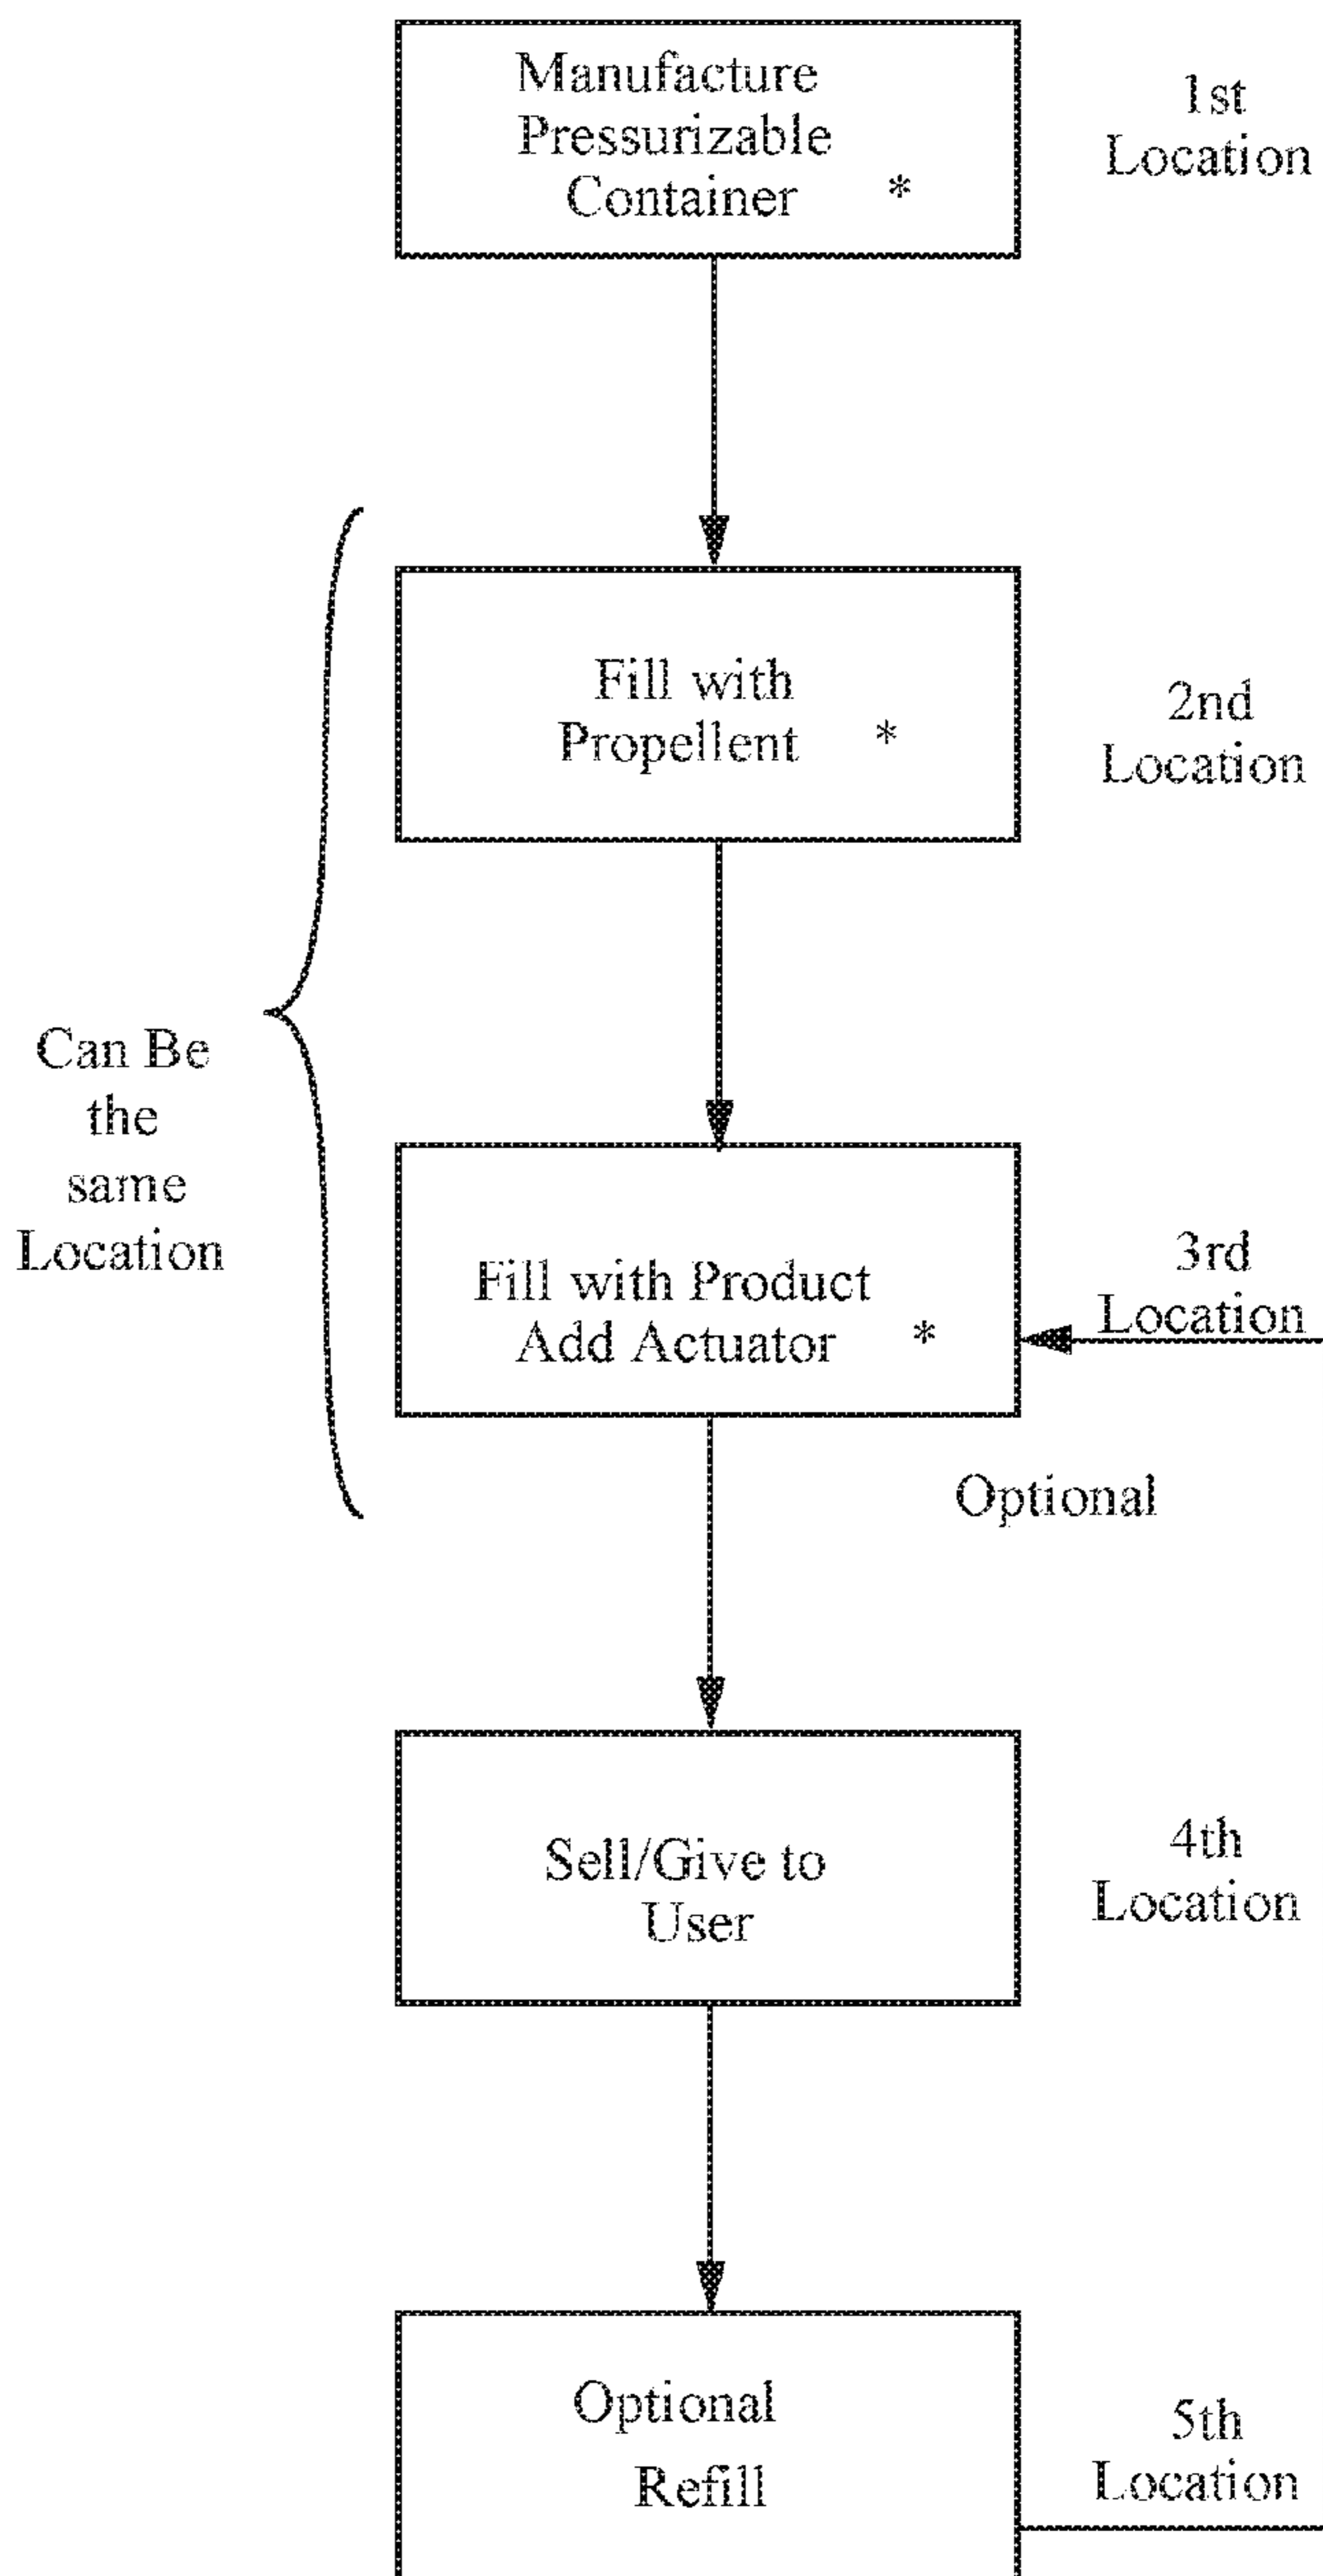 Manufacture
Pressurizable
Container *
1st
Location
Fill with
Propellent *
2nd
Location
Can Be
the
same
Location
Fill with Product
Add Actuator *
3rd
Location
Optional
Sell/Give to
User
4th
Location
Optional
Refill
5th
Location